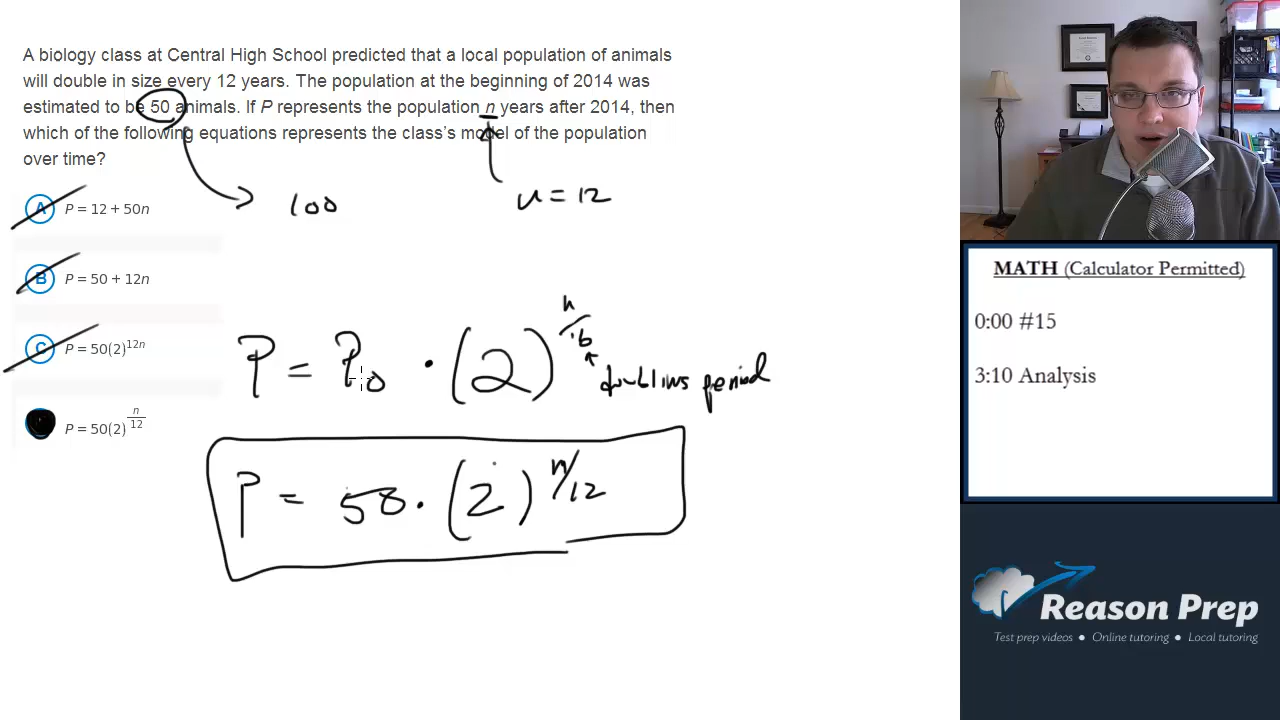 A biology class at Central High School predicted that a local population of animals
will double in size every 12 years. The population at the beginning of 2014 was
estimated to be 50 animals. If P represents the population n years after 2014, then
which of the following equations represents the class’s model of the population
over time?
100
n = 12
A P = 12 + 50n
B P = 50 + 12n
C P = 50(2)^12n
P = 50(2)^n/12
P = P₀ · (2)^n/
doubling period
P = 50 · (2)^n/12
MATH (Calculator Permitted)
0:00 #15
3:10 Analysis
Reason Prep
Test prep videos ● Online tutoring ● Local tutoring